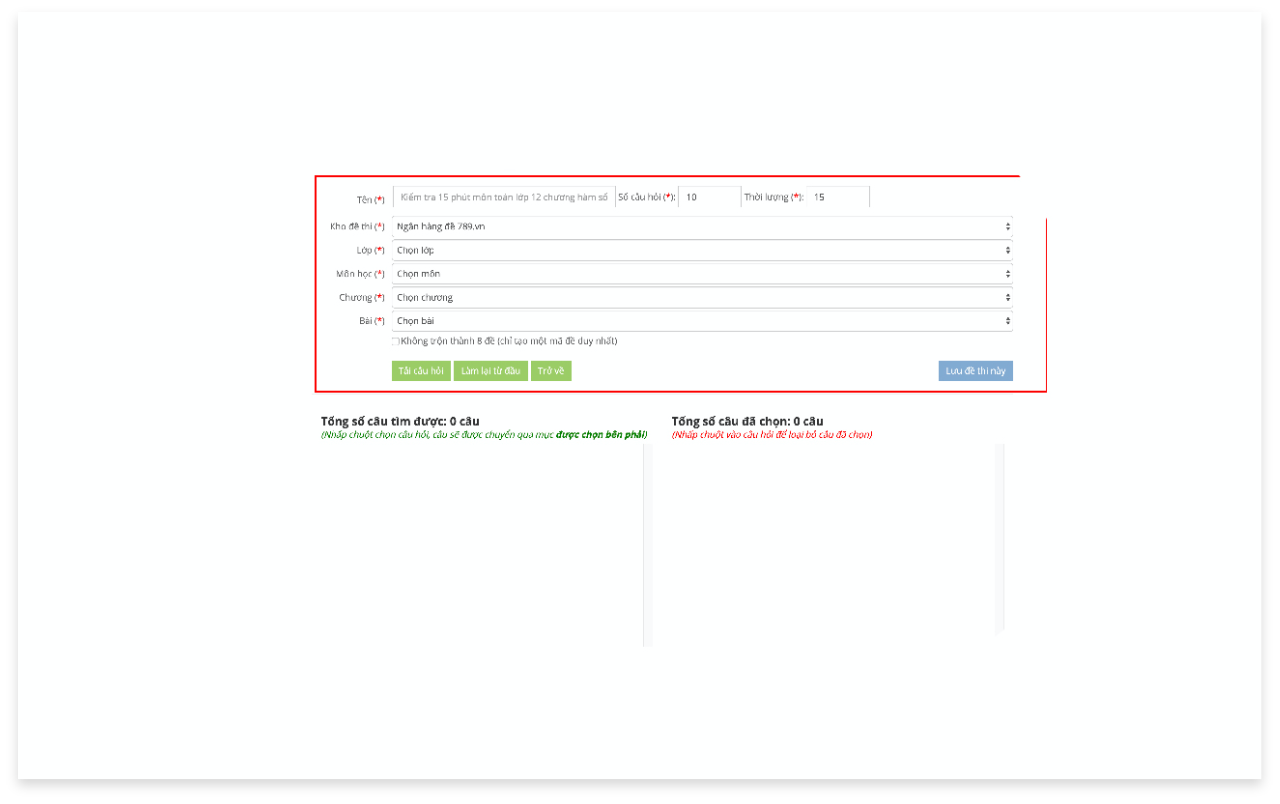 Tên (*) Kiểm tra 15 phút môn toán lớp 12 chương hàm số Số câu hỏi (*): 10 Thời lượng (*): 15
Kho đề thi (*) Ngân hàng đề 789.vn
Lớp (*) Chọn lớp
Môn học (*) Chọn môn
Chương (*) Chọn chương
Bài (*) Chọn bài
Không trộn thành 8 đề (chỉ tạo một mã đề duy nhất)
Tải câu hỏi Làm lại từ đầu Trở về Lưu đề thi này
Tổng số câu tìm được: 0 câu
(Nhấp chuột chọn câu hỏi, câu sẽ được chuyển qua mục được chọn bên phải)
Tổng số câu đã chọn: 0 câu
(Nhấp chuột vào câu hỏi để loại bỏ câu đã chọn)